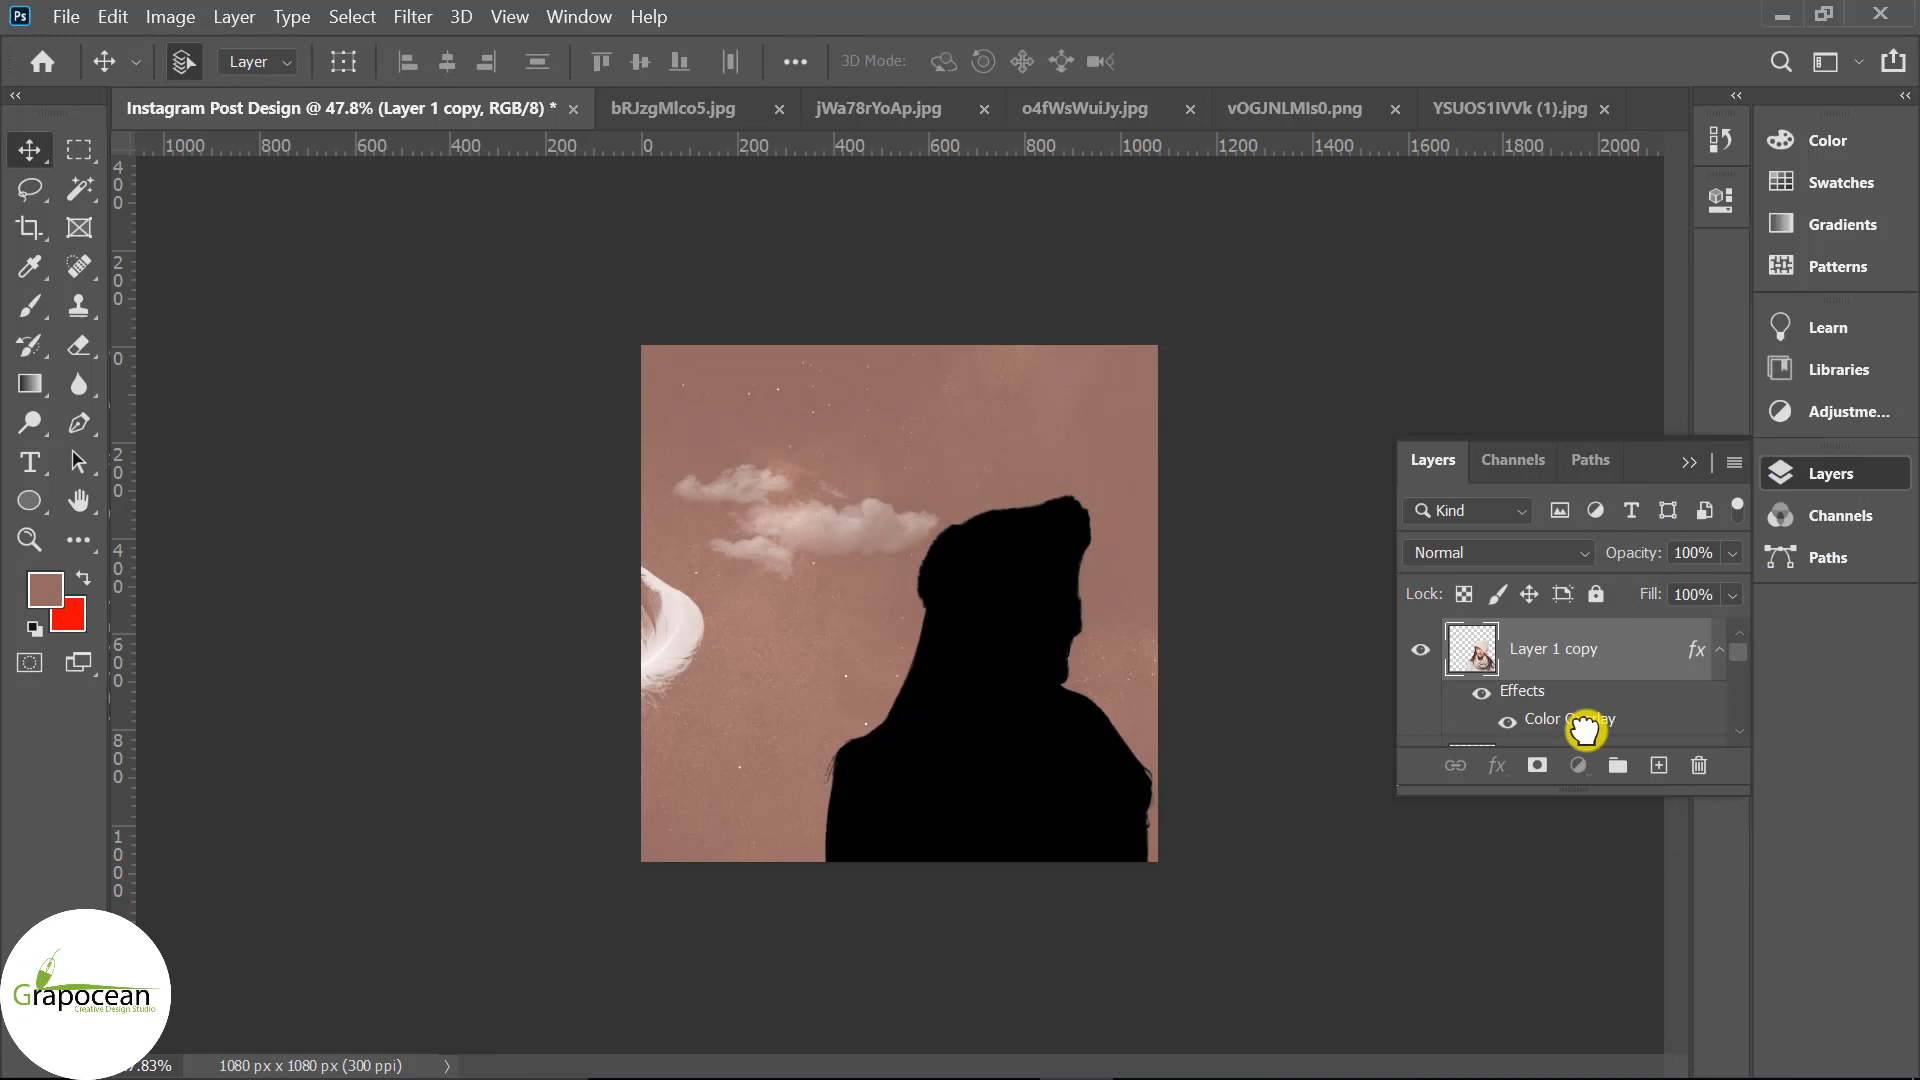 Ps File Edit Image Layer Type Select Filter 3D View Window Help
Layer 3D Mode:
Instagram Post Design @ 47.8% (Layer 1 copy, RGB/8) * bRJzgMlco5.jpg jWa78rYoAp.jpg o4fWsWuiJy.jpg vOGJNLMIs0.png YSUOS1IVVk (1).jpg
1000 800 600 400 200 0 200 400 600 800 1000 1200 1400 1600 1800 2000
400
200
0
200
400
600
800
1000
Color
Swatches
Gradients
Patterns
Learn
Libraries
Adjustme...
Layers
Channels
Paths
Layers Channels Paths
Kind
Normal Opacity: 100%
Lock: Fill: 100%
Layer 1 copy fx
Effects
Color
fx
Grapocean
Creative Design Studio
7.83% 1080 px x 1080 px (300 ppi)